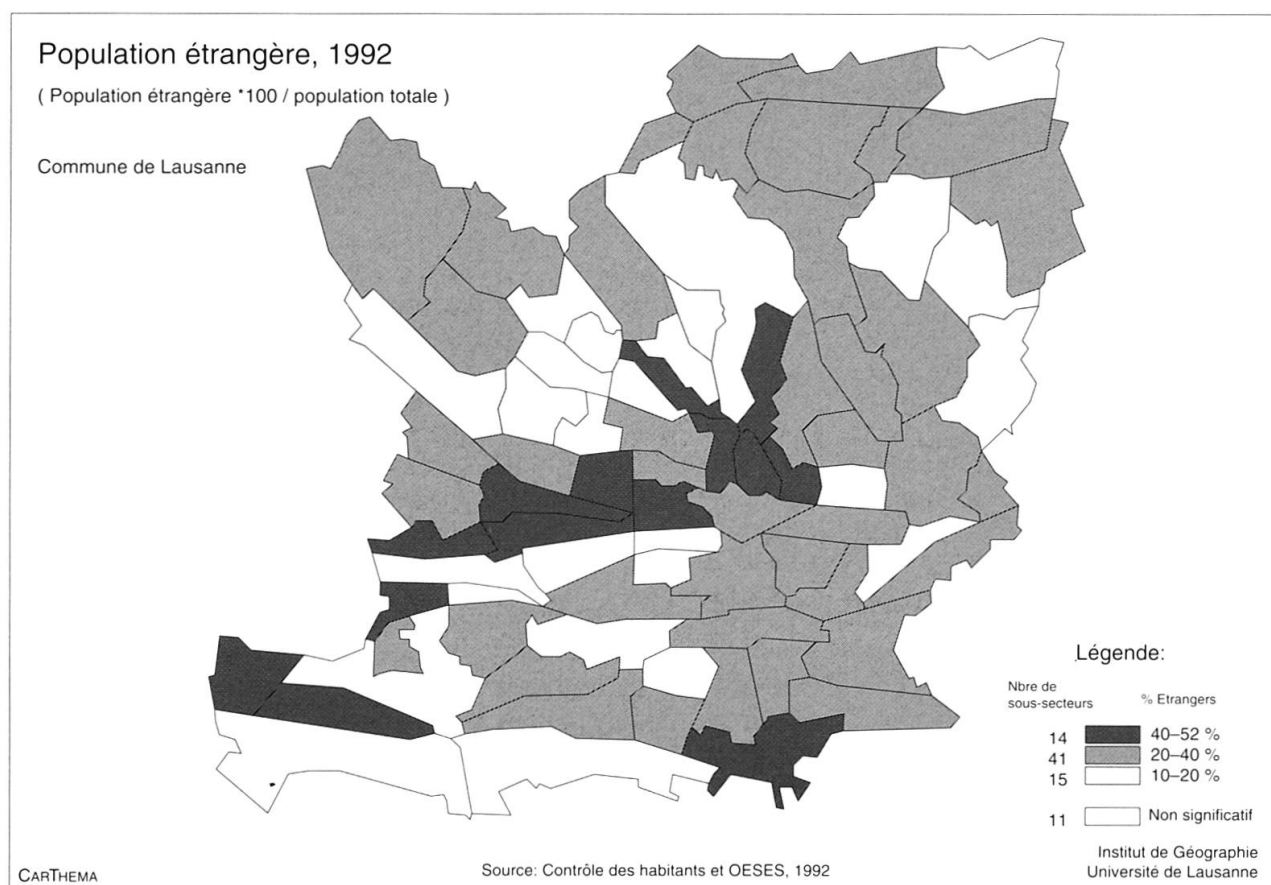 Population étrangère, 1992
( Population étrangère *100 / population totale )
Commune de Lausanne
Légende:
Nbre de
sous-secteurs
% Etrangers
14 40–52 %
41 20–40 %
15 10–20 %
11 Non significatif
Institut de Géographie
Université de Lausanne
Source: Contrôle des habitants et OESES, 1992
CARTHEMA